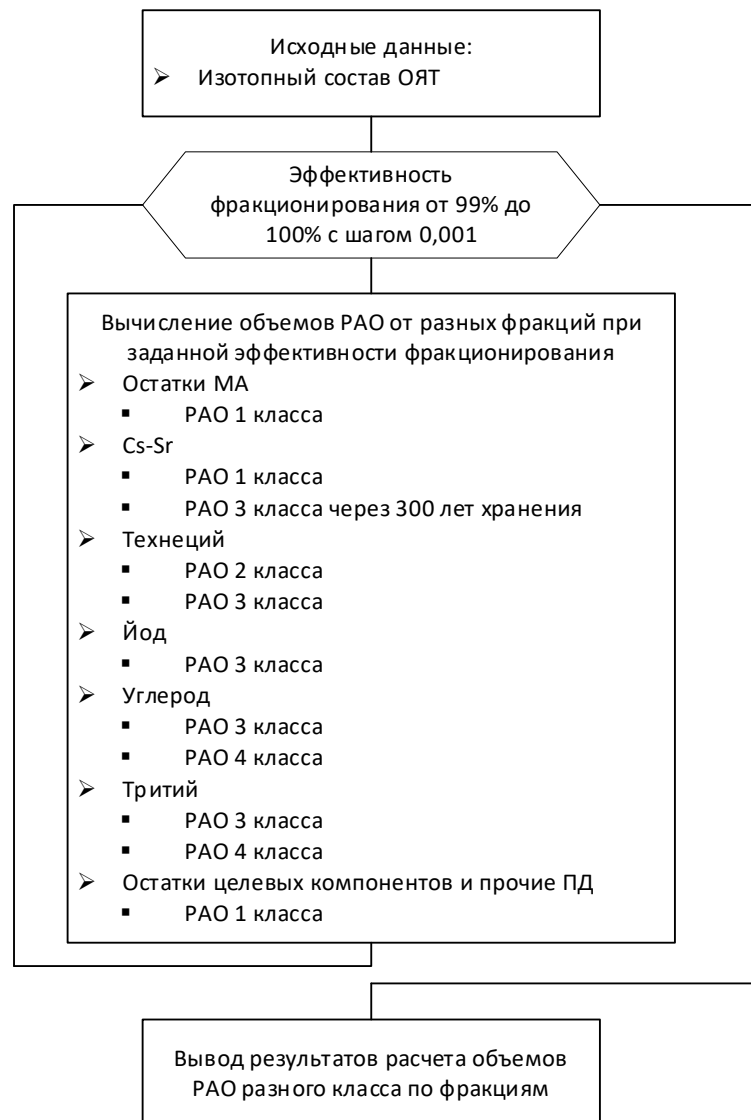 Исходные данные:
➢ Изотопный состав ОЯТ
Эффективность
фракционирования от 99% до
100% с шагом 0,001
Вычисление объемов РАО от разных фракций при
заданной эффективности фракционирования
➢ Остатки МА
▪ РАО 1 класса
➢ Cs-Sr
▪ РАО 1 класса
▪ РАО 3 класса через 300 лет хранения
➢ Технеций
▪ РАО 2 класса
▪ РАО 3 класса
➢ Йод
▪ РАО 3 класса
➢ Углерод
▪ РАО 3 класса
▪ РАО 4 класса
➢ Тритий
▪ РАО 3 класса
▪ РАО 4 класса
➢ Остатки целевых компонентов и прочие ПД
▪ РАО 1 класса
Вывод результатов расчета объемов
РАО разного класса по фракциям